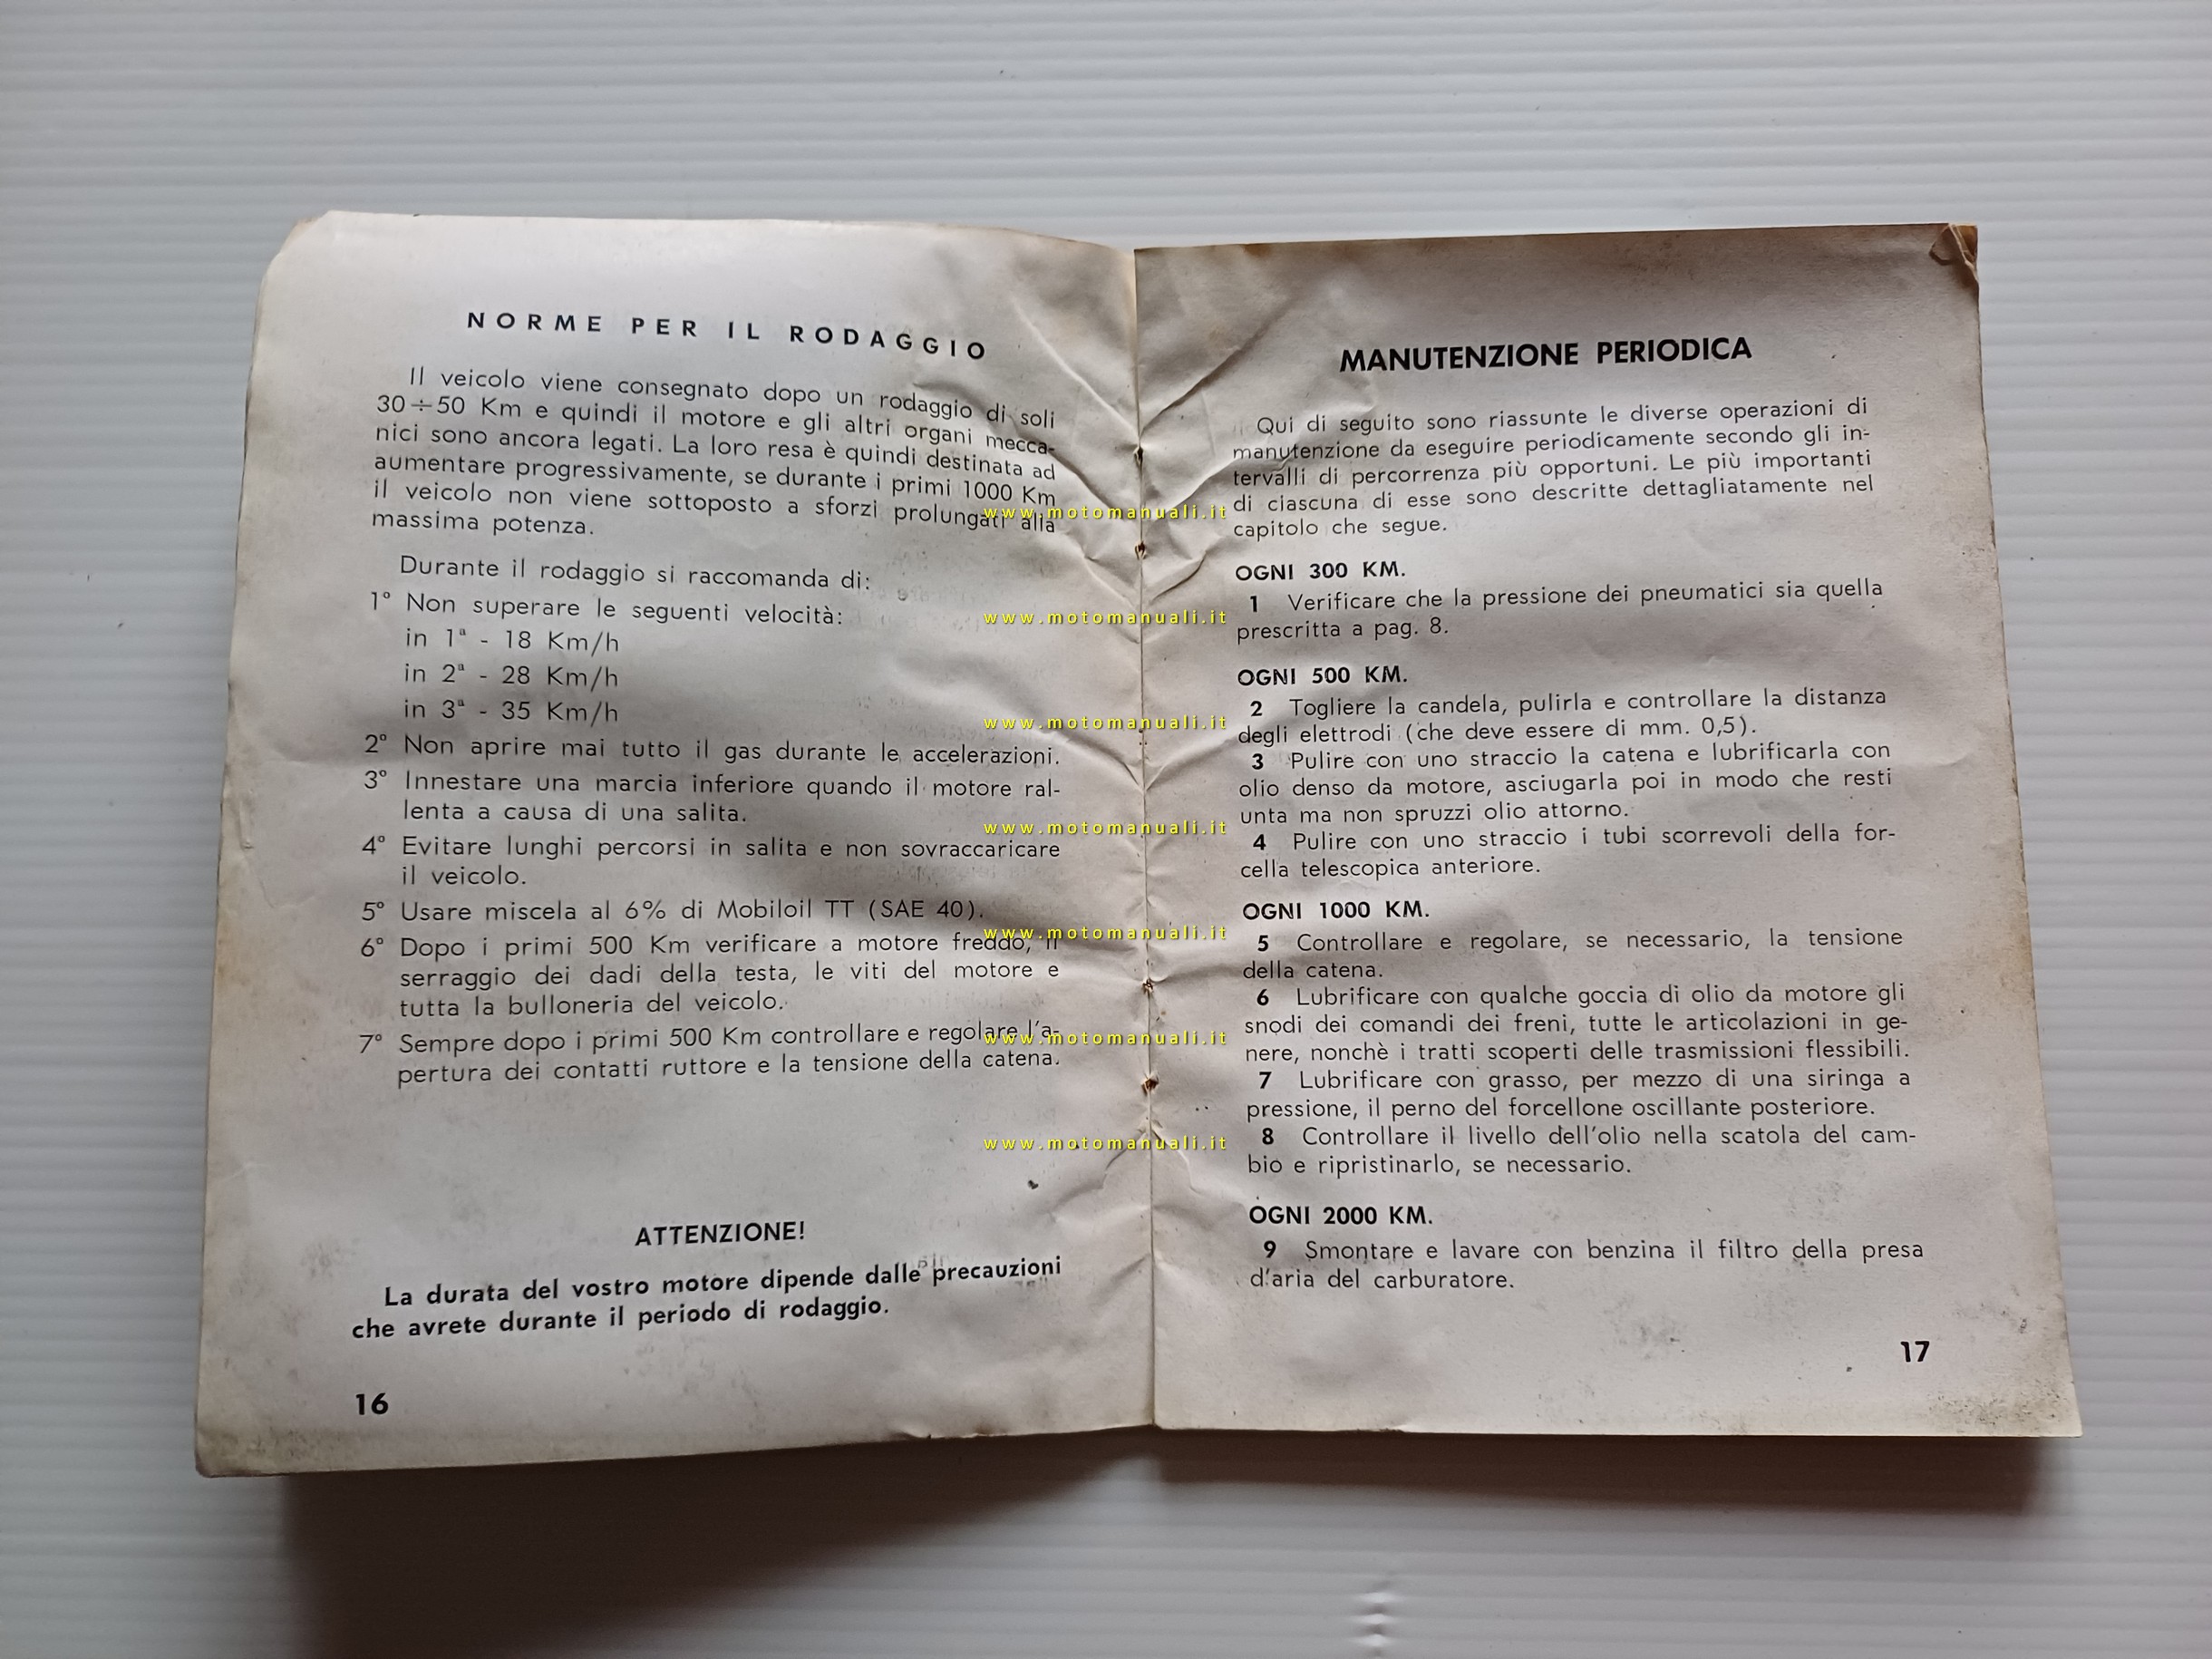 NORME PER IL RODAGGIO
Il veicolo viene consegnato dopo un rodaggio di soli
30÷50 Km e quindi il motore e gli altri organi mecca-
nici sono ancora legati. La loro resa è quindi destinata ad
aumentare progressivamente, se durante i primi 1000 Km
il veicolo non viene sottoposto a sforzi prolungati alla
massima potenza.
Durante il rodaggio si raccomanda di:
1° Non superare le seguenti velocità:
in 1ª - 18 Km/h
in 2ª - 28 Km/h
in 3ª - 35 Km/h
2° Non aprire mai tutto il gas durante le accelerazioni.
3° Innestare una marcia inferiore quando il motore ral-
lenta a causa di una salita.
4° Evitare lunghi percorsi in salita e non sovraccaricare
il veicolo.
5° Usare miscela al 6% di Mobiloil TT (SAE 40).
6° Dopo i primi 500 Km verificare a motore freddo, il
serraggio dei dadi della testa, le viti del motore e
tutta la bulloneria del veicolo.
7° Sempre dopo i primi 500 Km controllare e regolare l'a-
pertura dei contatti ruttore e la tensione della catena.
ATTENZIONE!
La durata del vostro motore dipende dalle precauzioni
che avrete durante il periodo di rodaggio.
16
MANUTENZIONE PERIODICA
Qui di seguito sono riassunte le diverse operazioni di
manutenzione da eseguire periodicamente secondo gli in-
tervalli di percorrenza più opportuni. Le più importanti
di ciascuna di esse sono descritte dettagliatamente nel
capitolo che segue.
OGNI 300 KM.
1 Verificare che la pressione dei pneumatici sia quella
prescritta a pag. 8.
OGNI 500 KM.
2 Togliere la candela, pulirla e controllare la distanza
degli elettrodi (che deve essere di mm. 0,5).
3 Pulire con uno straccio la catena e lubrificarla con
olio denso da motore, asciugarla poi in modo che resti
unta ma non spruzzi olio attorno.
4 Pulire con uno straccio i tubi scorrevoli della for-
cella telescopica anteriore.
OGNI 1000 KM.
5 Controllare e regolare, se necessario, la tensione
della catena.
6 Lubrificare con qualche goccia di olio da motore gli
snodi dei comandi dei freni, tutte le articolazioni in ge-
nere, nonchè i tratti scoperti delle trasmissioni flessibili.
7 Lubrificare con grasso, per mezzo di una siringa a
pressione, il perno del forcellone oscillante posteriore.
8 Controllare il livello dell'olio nella scatola del cam-
bio e ripristinarlo, se necessario.
OGNI 2000 KM.
9 Smontare e lavare con benzina il filtro della presa
d'aria del carburatore.
17
www.motomanuali.it
www.motomanuali.it
www.motomanuali.it
www.motomanuali.it
www.motomanuali.it
www.motomanuali.it
www.motomanuali.it